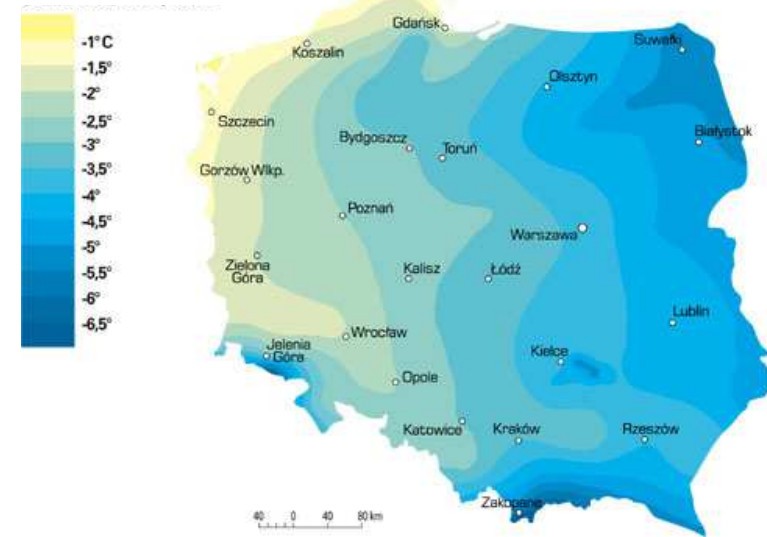 -1°C
-1,5°
-2°
-2,5°
-3°
-3,5°
-4°
-4,5°
-5°
-5,5°
-6°
-6,5°
Gdańsk
Koszalin
Suwałki
Olsztyn
Szczecin
Białystok
Bydgoszcz
Toruń
Gorzów Wlkp.
Poznań
Warszawa
Zielona
Góra
Kalisz
Łódź
Lublin
Wrocław
Jelenia
Góra
Kielce
Opole
Katowice
Kraków
Rzeszów
Zakopane
40 0 40 80 km